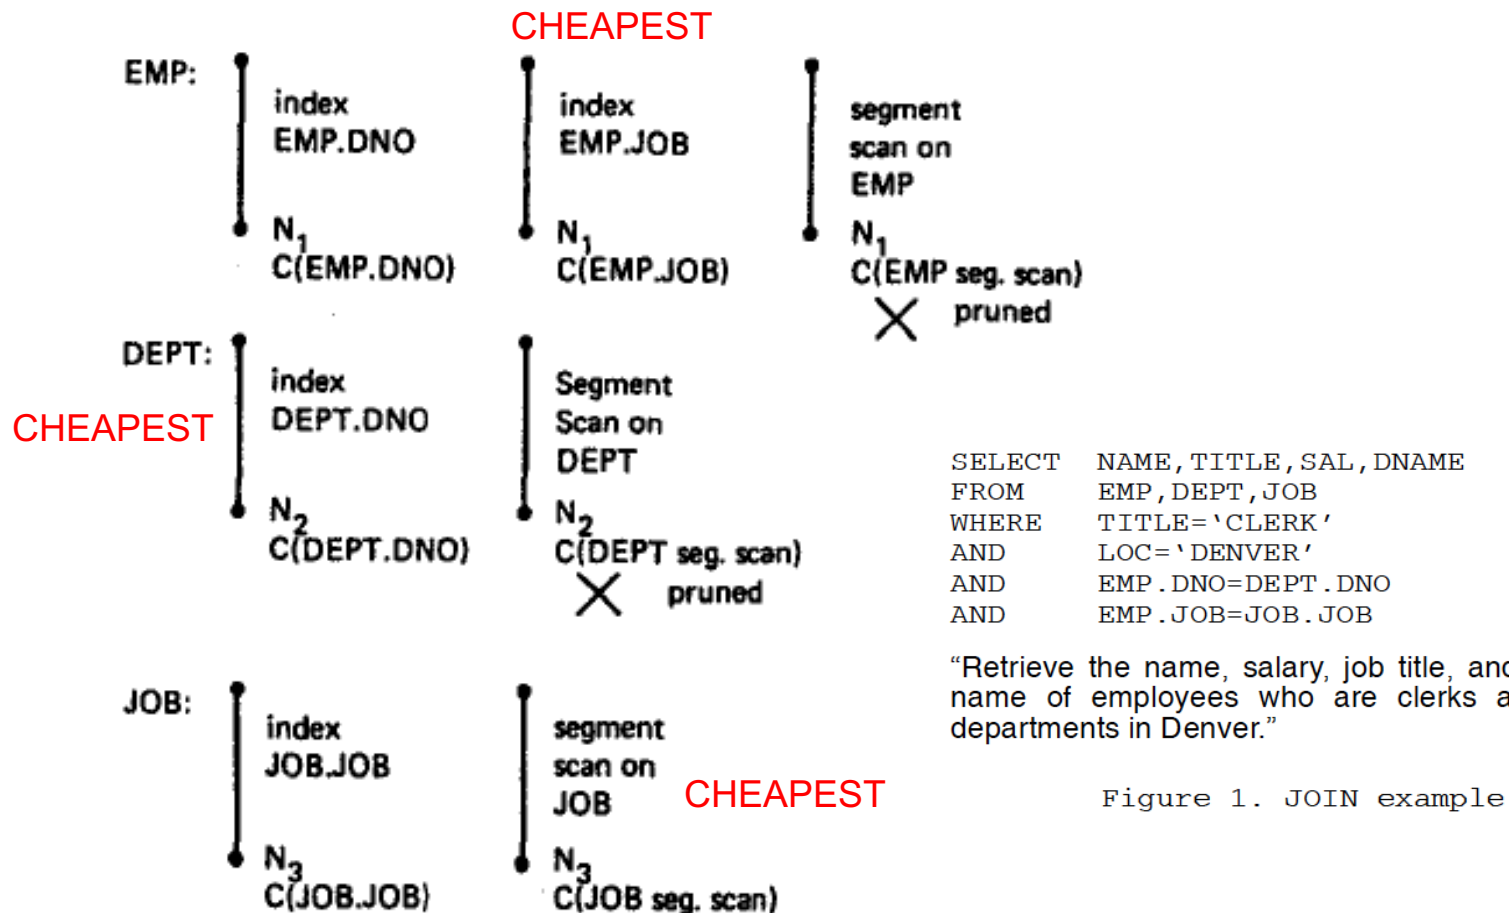 CHEAPEST
EMP:
index
EMP.DNO
N1
C(EMP.DNO)
index
EMP.JOB
N1
C(EMP.JOB)
segment
scan on
EMP
N1
C(EMP seg. scan)
pruned
DEPT:
CHEAPEST
index
DEPT.DNO
N2
C(DEPT.DNO)
Segment
Scan on
DEPT
N2
C(DEPT seg. scan)
pruned
JOB:
index
JOB.JOB
N3
C(JOB.JOB)
segment
scan on
JOB
CHEAPEST
N3
C(JOB seg. scan)
SELECT NAME,TITLE,SAL,DNAME
FROM EMP,DEPT,JOB
WHERE TITLE=‘CLERK’
AND LOC=‘DENVER’
AND EMP.DNO=DEPT.DNO
AND EMP.JOB=JOB.JOB
“Retrieve the name, salary, job title, and
name of employees who are clerks a
departments in Denver.”
Figure 1. JOIN example